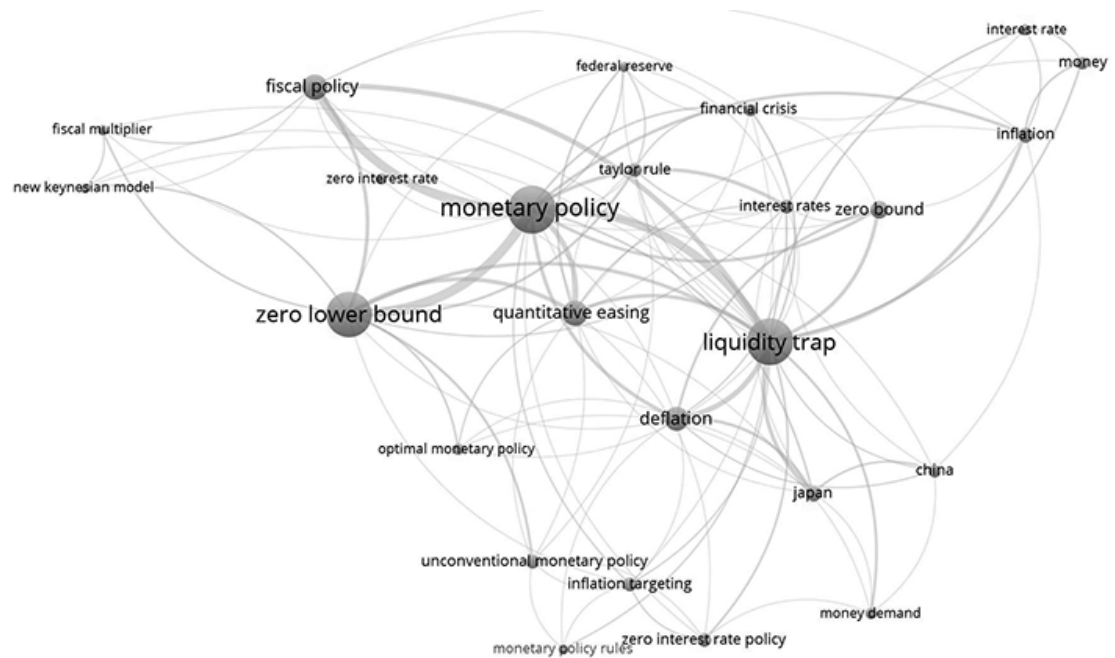 interest rate
money
federal reserve
fiscal policy
financial crisis
fiscal multiplier
inflation
taylor rule
zero interest rate
new keynesian model
monetary policy
interest rates
zero bound
zero lower bound
quantitative easing
liquidity trap
deflation
optimal monetary policy
china
japan
unconventional monetary policy
inflation targeting
money demand
zero interest rate policy
monetary policy rules